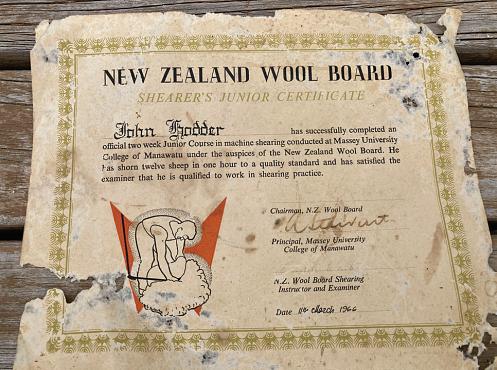 NEW ZEALAND WOOL BOARD
SHEARER'S JUNIOR CERTIFICATE
John Hodder has successfully completed an
official two week Junior Course in machine shearing conducted at Massey University
College of Manawatu under the auspices of the New Zealand Wool Board. He
has shorn twelve sheep in one hour to a quality standard and has satisfied the
examiner that he is qualified to work in shearing practice.
Chairman, N.Z. Wool Board
Principal, Massey University
College of Manawatu
N.Z. Wool Board Shearing
Instructor and Examiner
Date 11th March 1966